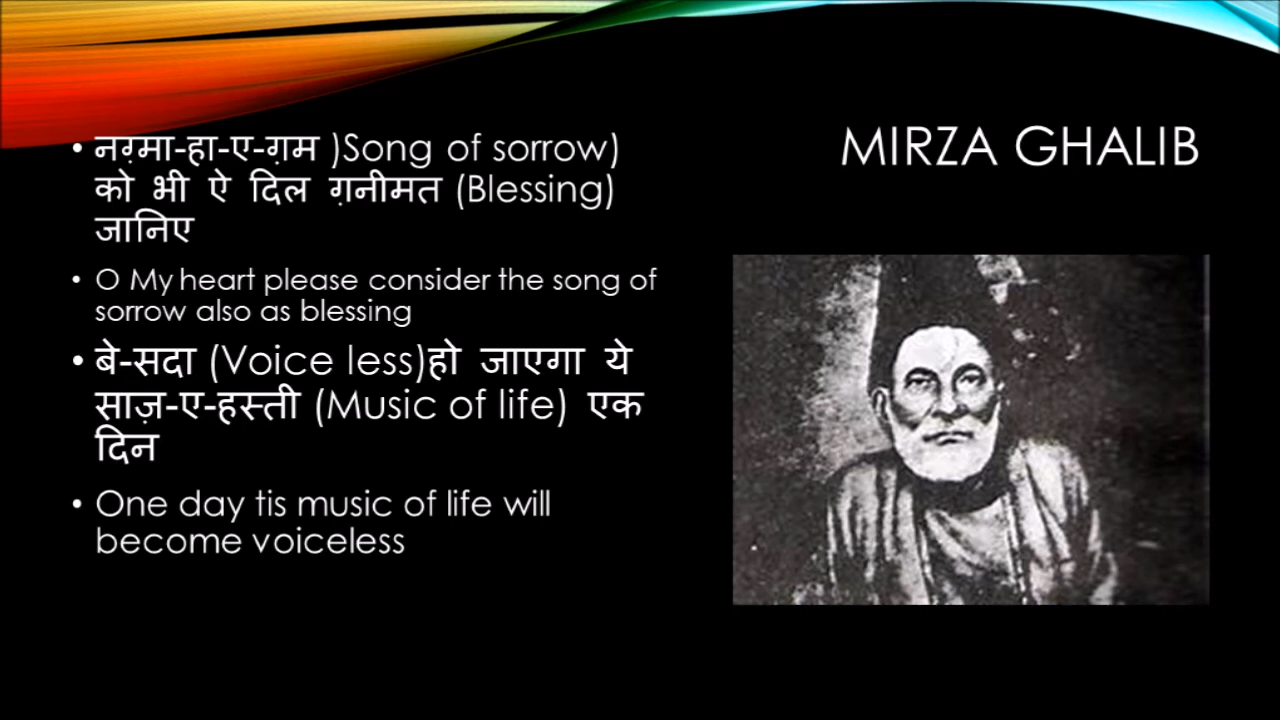 MIRZA GHALIB
• नग़्मा-हा-ए-ग़म )Song of sorrow)
को भी ऐ दिल ग़नीमत (Blessing)
जानिए
• O My heart please consider the song of
sorrow also as blessing
• बे-सदा (Voice less)हो जाएगा ये
साज़-ए-हस्ती (Music of life) एक
दिन
• One day tis music of life will
become voiceless